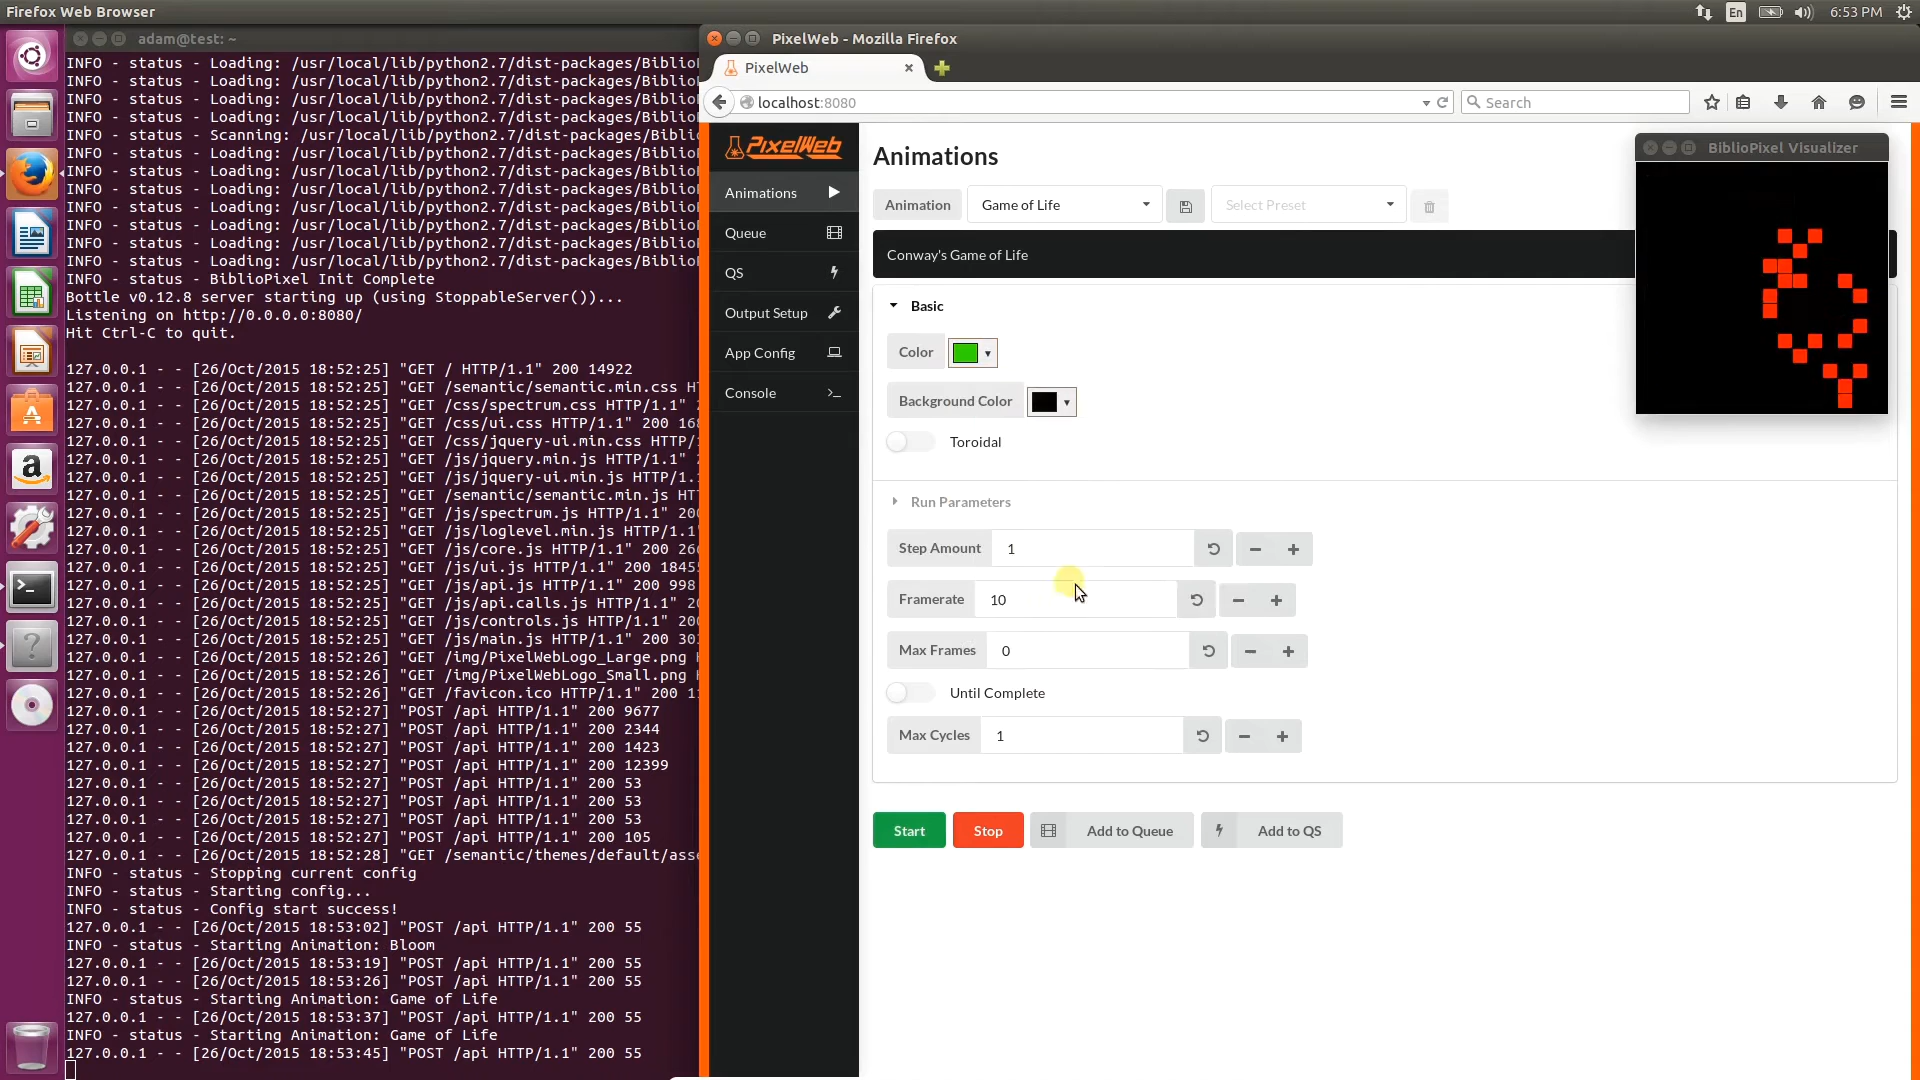 Firefox Web Browser
En
6:53 PM
adam@test: ~
INFO - status - Loading: /usr/local/lib/python2.7/dist-packages/Biblio
INFO - status - Loading: /usr/local/lib/python2.7/dist-packages/Biblio
INFO - status - Loading: /usr/local/lib/python2.7/dist-packages/Biblio
INFO - status - Loading: /usr/local/lib/python2.7/dist-packages/Biblio
INFO - status - Scanning: /usr/local/lib/python2.7/dist-packages/Bibli
INFO - status - Loading: /usr/local/lib/python2.7/dist-packages/Biblio
INFO - status - Loading: /usr/local/lib/python2.7/dist-packages/Biblio
INFO - status - Loading: /usr/local/lib/python2.7/dist-packages/Biblio
INFO - status - Loading: /usr/local/lib/python2.7/dist-packages/Biblio
INFO - status - Loading: /usr/local/lib/python2.7/dist-packages/Biblio
INFO - status - Loading: /usr/local/lib/python2.7/dist-packages/Biblio
INFO - status - Loading: /usr/local/lib/python2.7/dist-packages/Biblio
INFO - status - BiblioPixel Init Complete
Bottle v0.12.8 server starting up (using StoppableServer())...
Listening on http://0.0.0.0:8080/
Hit Ctrl-C to quit.
127.0.0.1 - - [26/Oct/2015 18:52:25] "GET / HTTP/1.1" 200 14922
127.0.0.1 - - [26/Oct/2015 18:52:25] "GET /semantic/semantic.min.css H
127.0.0.1 - - [26/Oct/2015 18:52:25] "GET /css/spectrum.css HTTP/1.1"
127.0.0.1 - - [26/Oct/2015 18:52:25] "GET /css/ui.css HTTP/1.1" 200 168
127.0.0.1 - - [26/Oct/2015 18:52:25] "GET /css/jquery-ui.min.css HTTP/
127.0.0.1 - - [26/Oct/2015 18:52:25] "GET /js/jquery.min.js HTTP/1.1"
127.0.0.1 - - [26/Oct/2015 18:52:25] "GET /js/jquery-ui.min.js HTTP/1.
127.0.0.1 - - [26/Oct/2015 18:52:25] "GET /semantic/semantic.min.js HT
127.0.0.1 - - [26/Oct/2015 18:52:25] "GET /js/spectrum.js HTTP/1.1" 20
127.0.0.1 - - [26/Oct/2015 18:52:25] "GET /js/loglevel.min.js HTTP/1.1
127.0.0.1 - - [26/Oct/2015 18:52:25] "GET /js/core.js HTTP/1.1" 200 26
127.0.0.1 - - [26/Oct/2015 18:52:25] "GET /js/ui.js HTTP/1.1" 200 1845
127.0.0.1 - - [26/Oct/2015 18:52:25] "GET /js/api.js HTTP/1.1" 200 998
127.0.0.1 - - [26/Oct/2015 18:52:25] "GET /js/api.calls.js HTTP/1.1" 2
127.0.0.1 - - [26/Oct/2015 18:52:25] "GET /js/controls.js HTTP/1.1" 20
127.0.0.1 - - [26/Oct/2015 18:52:25] "GET /js/main.js HTTP/1.1" 200 30
127.0.0.1 - - [26/Oct/2015 18:52:26] "GET /img/PixelWebLogo_Large.png H
127.0.0.1 - - [26/Oct/2015 18:52:26] "GET /img/PixelWebLogo_Small.png H
127.0.0.1 - - [26/Oct/2015 18:52:26] "GET /favicon.ico HTTP/1.1" 200 1
127.0.0.1 - - [26/Oct/2015 18:52:27] "POST /api HTTP/1.1" 200 9677
127.0.0.1 - - [26/Oct/2015 18:52:27] "POST /api HTTP/1.1" 200 2344
127.0.0.1 - - [26/Oct/2015 18:52:27] "POST /api HTTP/1.1" 200 1423
127.0.0.1 - - [26/Oct/2015 18:52:27] "POST /api HTTP/1.1" 200 12399
127.0.0.1 - - [26/Oct/2015 18:52:27] "POST /api HTTP/1.1" 200 53
127.0.0.1 - - [26/Oct/2015 18:52:27] "POST /api HTTP/1.1" 200 53
127.0.0.1 - - [26/Oct/2015 18:52:27] "POST /api HTTP/1.1" 200 53
127.0.0.1 - - [26/Oct/2015 18:52:27] "POST /api HTTP/1.1" 200 105
127.0.0.1 - - [26/Oct/2015 18:52:28] "GET /semantic/themes/default/ass
INFO - status - Stopping current config
INFO - status - Starting config...
INFO - status - Config start success!
127.0.0.1 - - [26/Oct/2015 18:53:02] "POST /api HTTP/1.1" 200 55
INFO - status - Starting Animation: Bloom
127.0.0.1 - - [26/Oct/2015 18:53:19] "POST /api HTTP/1.1" 200 55
127.0.0.1 - - [26/Oct/2015 18:53:26] "POST /api HTTP/1.1" 200 55
INFO - status - Starting Animation: Game of Life
127.0.0.1 - - [26/Oct/2015 18:53:37] "POST /api HTTP/1.1" 200 55
INFO - status - Starting Animation: Game of Life
127.0.0.1 - - [26/Oct/2015 18:53:45] "POST /api HTTP/1.1" 200 55
PixelWeb - Mozilla Firefox
PixelWeb
localhost:8080
Search
PixelWeb
Animations
Queue
QS
Output Setup
App Config
Console
Animations
Animation
Game of Life
Select Preset
Conway's Game of Life
Basic
Color
Background Color
Toroidal
Run Parameters
Step Amount 1
Framerate 10
Max Frames 0
Until Complete
Max Cycles 1
Start
Stop
Add to Queue
Add to QS
BiblioPixel Visualizer